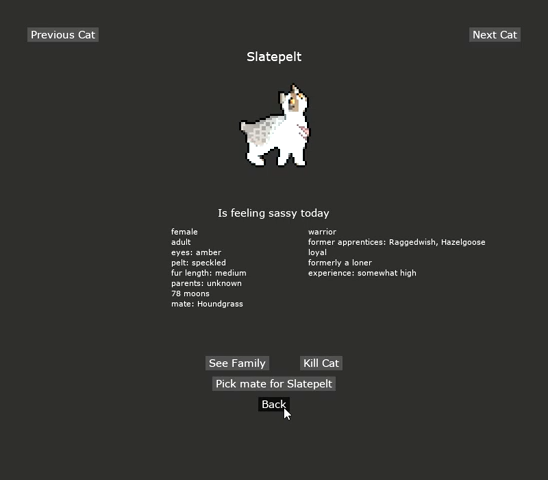 Previous Cat
Next Cat
Slatepelt
Is feeling sassy today
female
adult
eyes: amber
pelt: speckled
fur length: medium
parents: unknown
78 moons
mate: Houndgrass
warrior
former apprentices: Raggedwish, Hazelgoose
loyal
formerly a loner
experience: somewhat high
See Family
Kill Cat
Pick mate for Slatepelt
Back